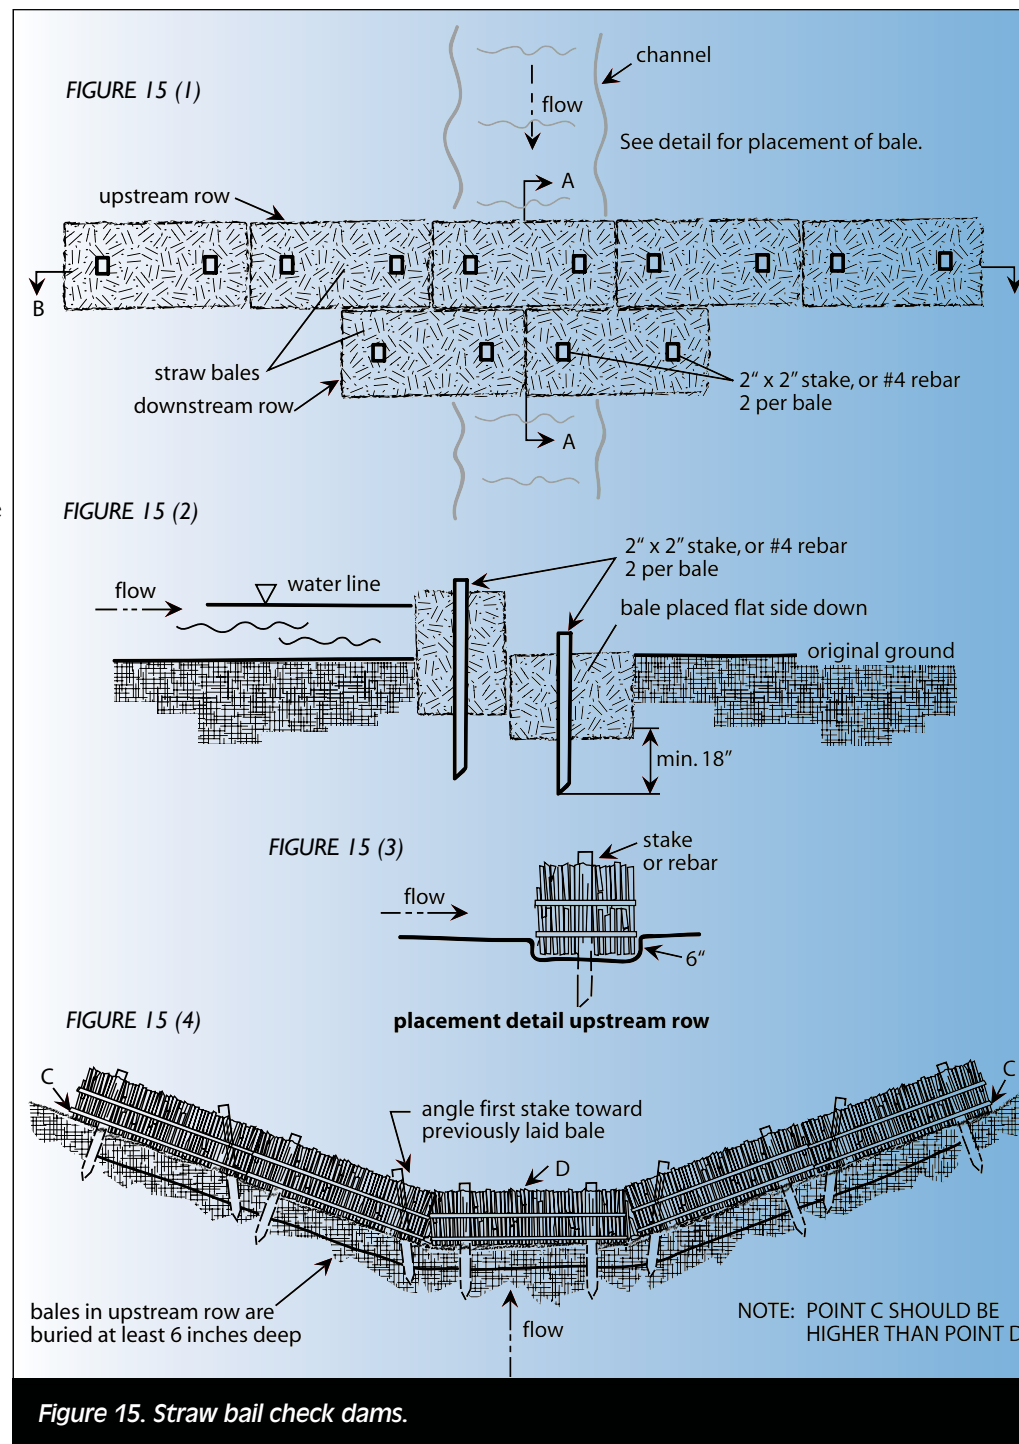 FIGURE 15 (1)
channel
flow
See detail for placement of bale.
A
upstream row
B
straw bales
downstream row
2“ x 2” stake, or #4 rebar
2 per bale
A
FIGURE 15 (2)
2“ x 2” stake, or #4 rebar
2 per bale
flow
water line
bale placed flat side down
original ground
min. 18”
FIGURE 15 (3)
stake
or rebar
flow
6“
placement detail upstream row
FIGURE 15 (4)
C
C
angle first stake toward
previously laid bale
D
bales in upstream row are
buried at least 6 inches deep
flow
NOTE: POINT C SHOULD BE
HIGHER THAN POINT D
Figure 15. Straw bail check dams.